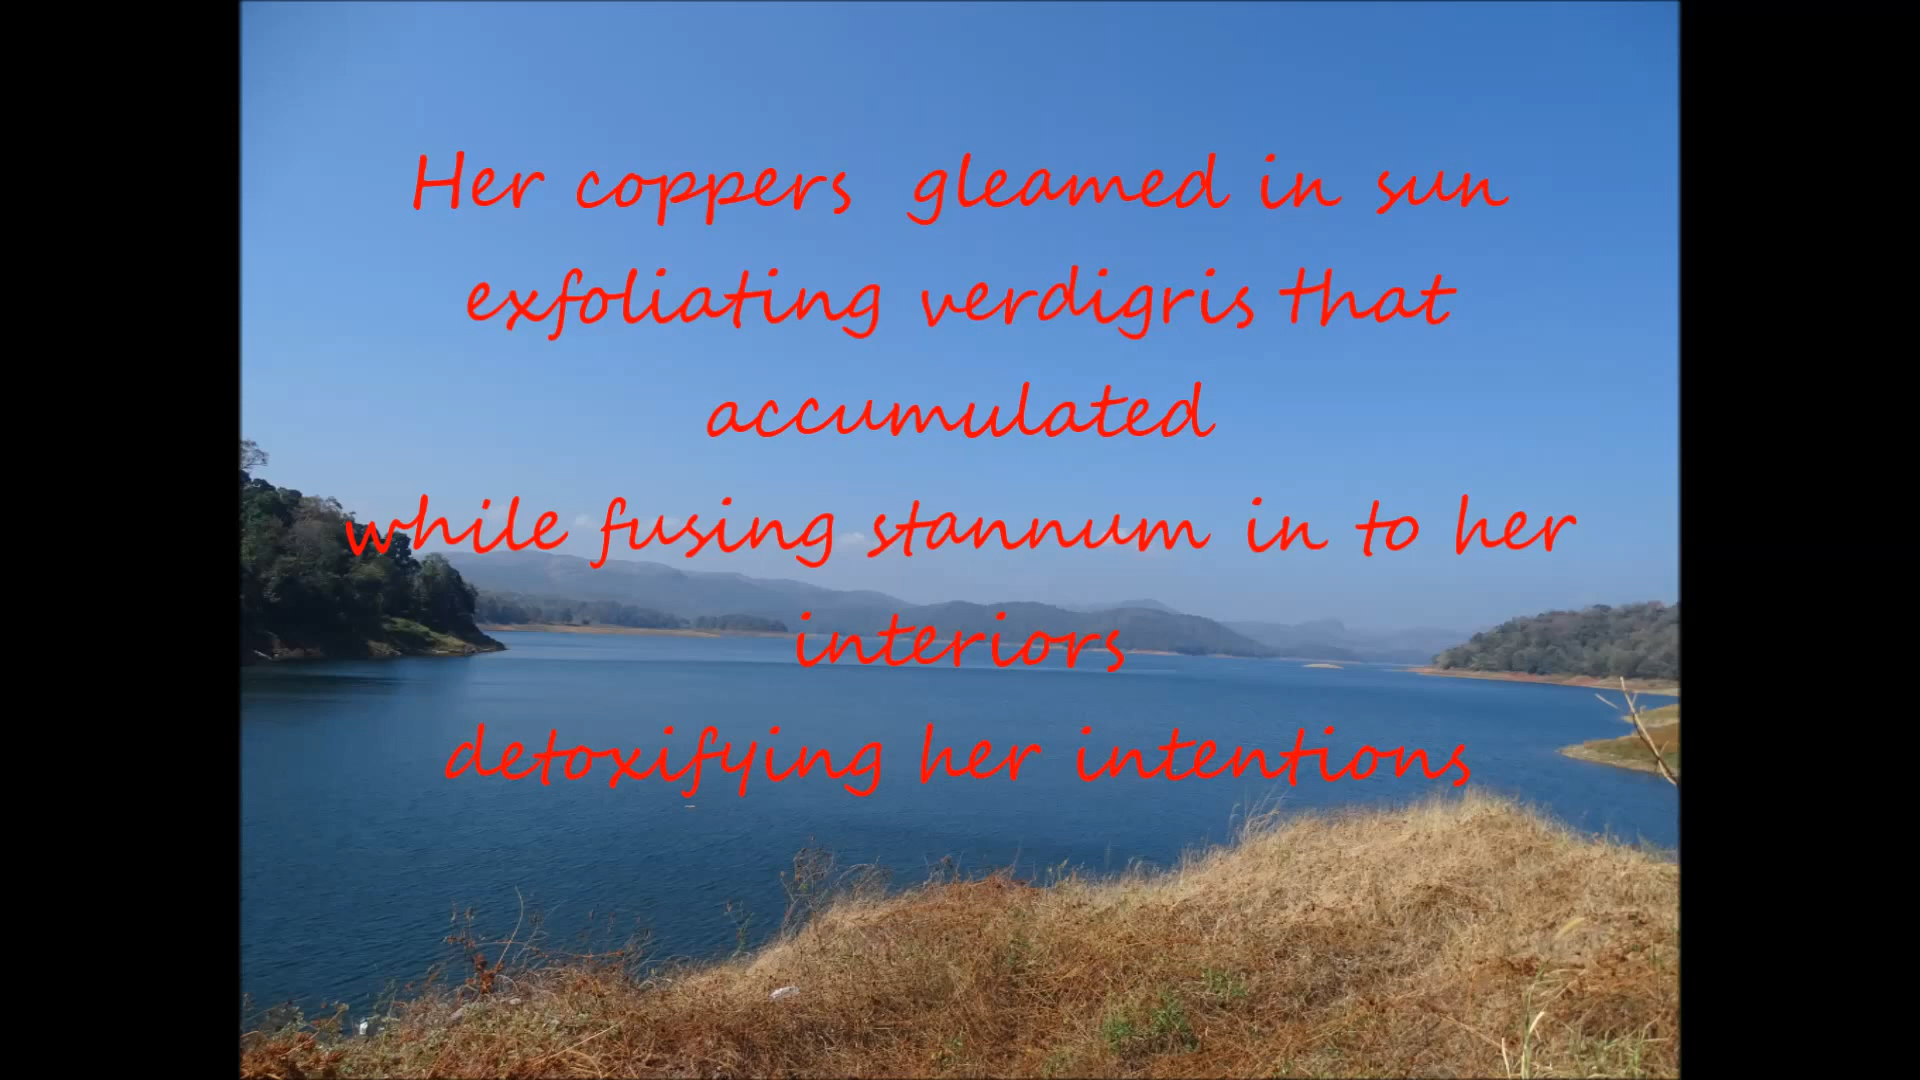 Her coppers  gleamed in sun
exfoliating verdigris that
accumulated
while fusing stannum in to her
interiors
detoxifying her intentions